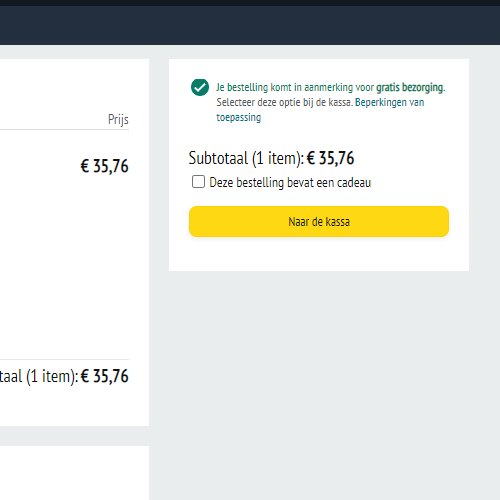 Prijs
€ 35,76
(1 item): € 35,76
Je bestelling komt in aanmerking voor gratis bezorging.
Selecteer deze optie bij de kassa. Beperkingen van
toepassing
Subtotaal (1 item): € 35,76
Deze bestelling bevat een cadeau
Naar de kassa